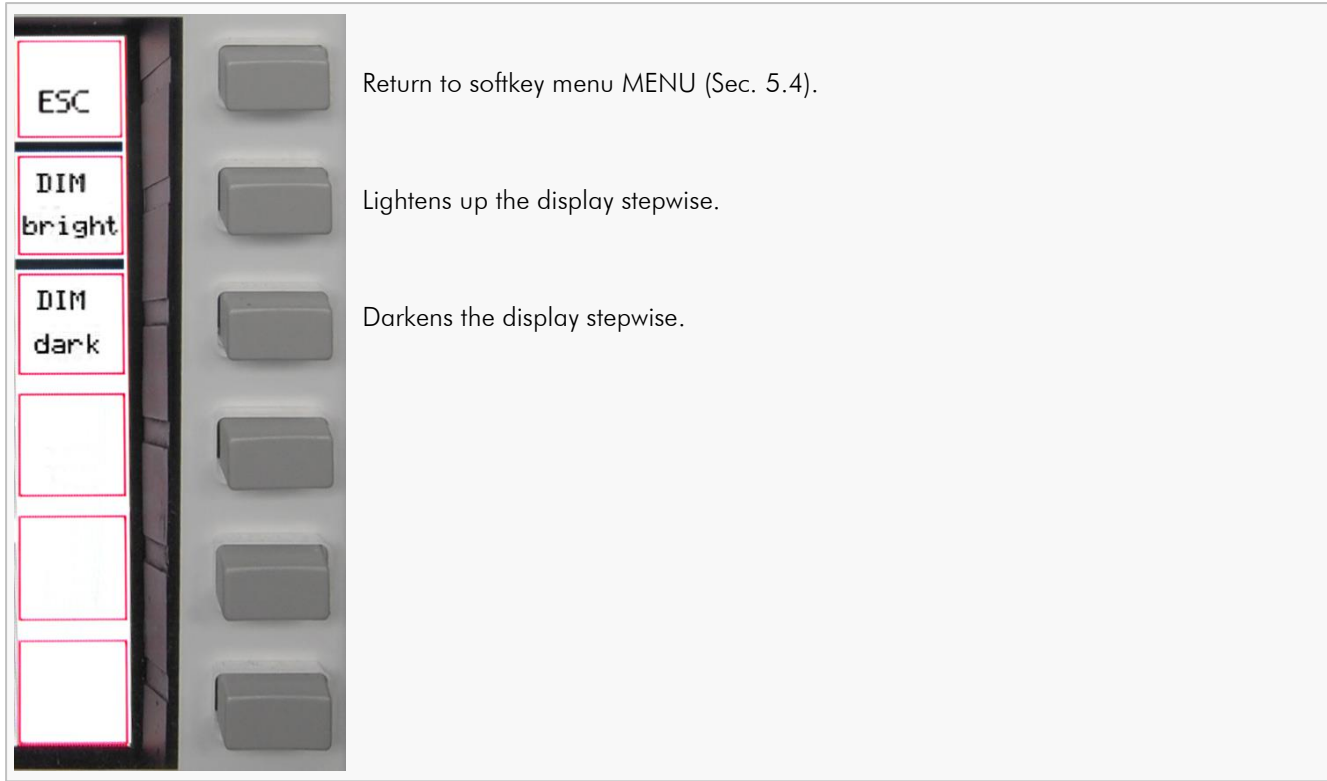 ESC
Return to softkey menu MENU (Sec. 5.4).
DIM
bright
Lightens up the display stepwise.
DIM
dark
Darkens the display stepwise.